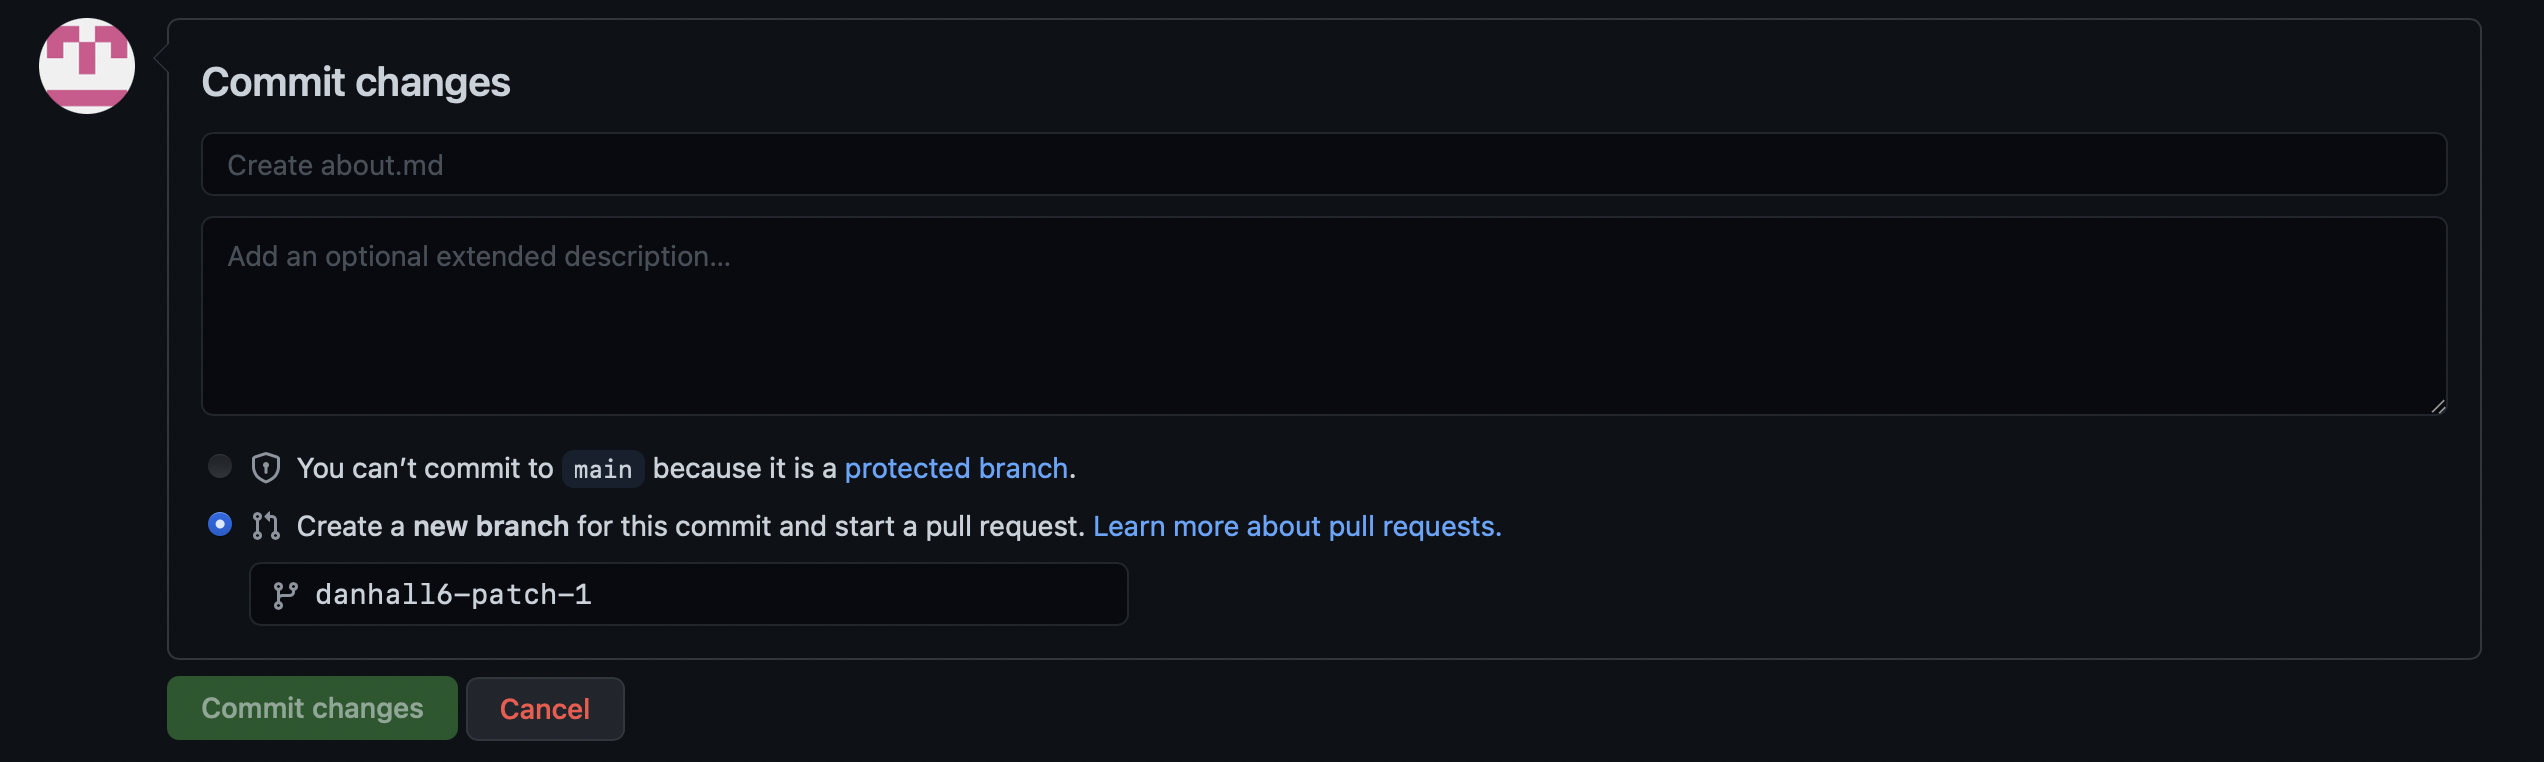 Commit changes
Create about.md
Add an optional extended description...
You can’t commit to main because it is a protected branch.
Create a new branch for this commit and start a pull request. Learn more about pull requests.
danhall6-patch-1
Commit changes
Cancel